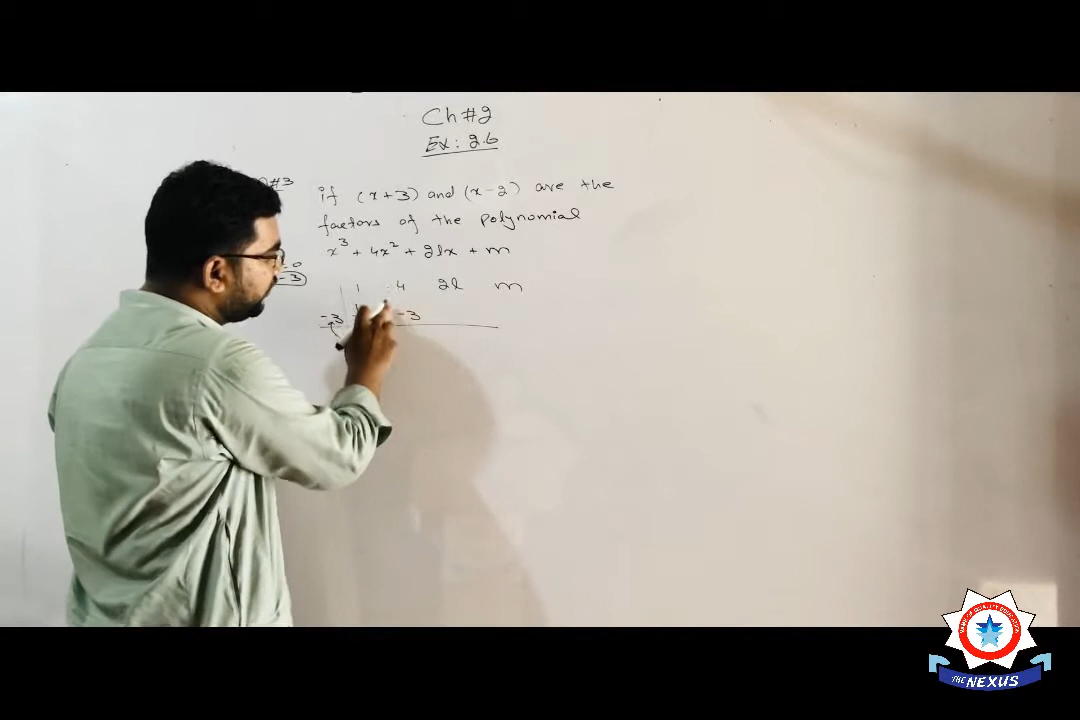 Ch#2
Ex: 2.6
Q#3
if (x+3) and (x-2) are the
factors of the polynomial
x³ + 4x² + 2lx + m
-3
1 4 2l m
-3 -3
THE NEXUS